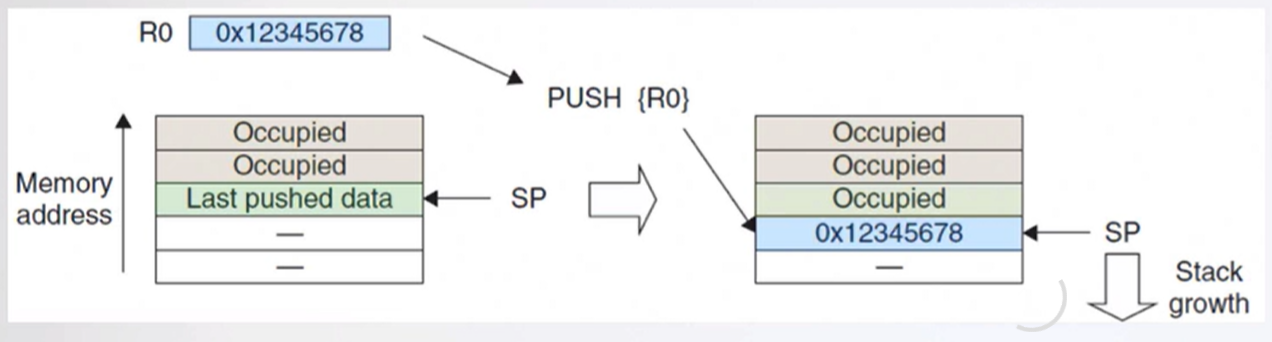 R0 0x12345678
PUSH {R0}
Memory
address
Occupied
Occupied
Last pushed data
—
—
SP
Occupied
Occupied
Occupied
0x12345678
—
SP
Stack
growth